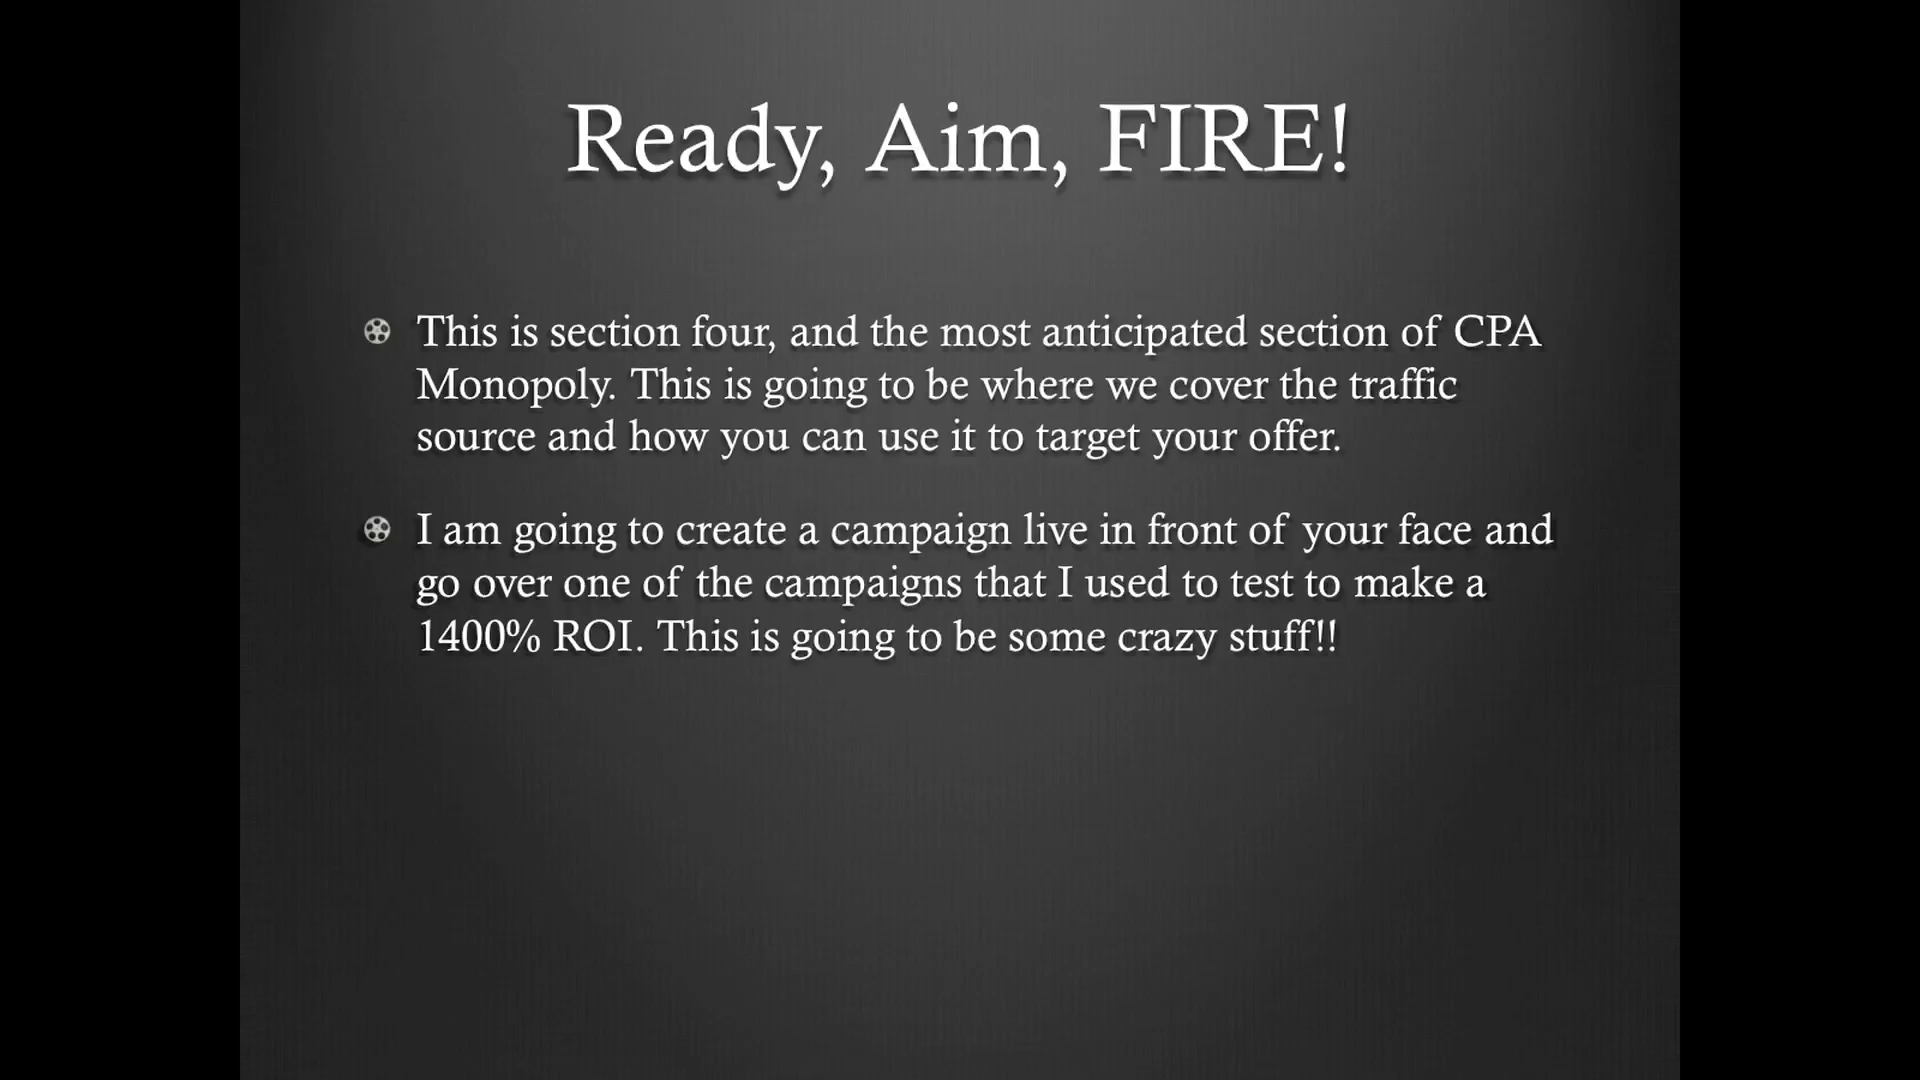 Ready, Aim, FIRE!
This is section four, and the most anticipated section of CPA
Monopoly. This is going to be where we cover the traffic
source and how you can use it to target your offer.
I am going to create a campaign live in front of your face and
go over one of the campaigns that I used to test to make a
1400% ROI. This is going to be some crazy stuff!!